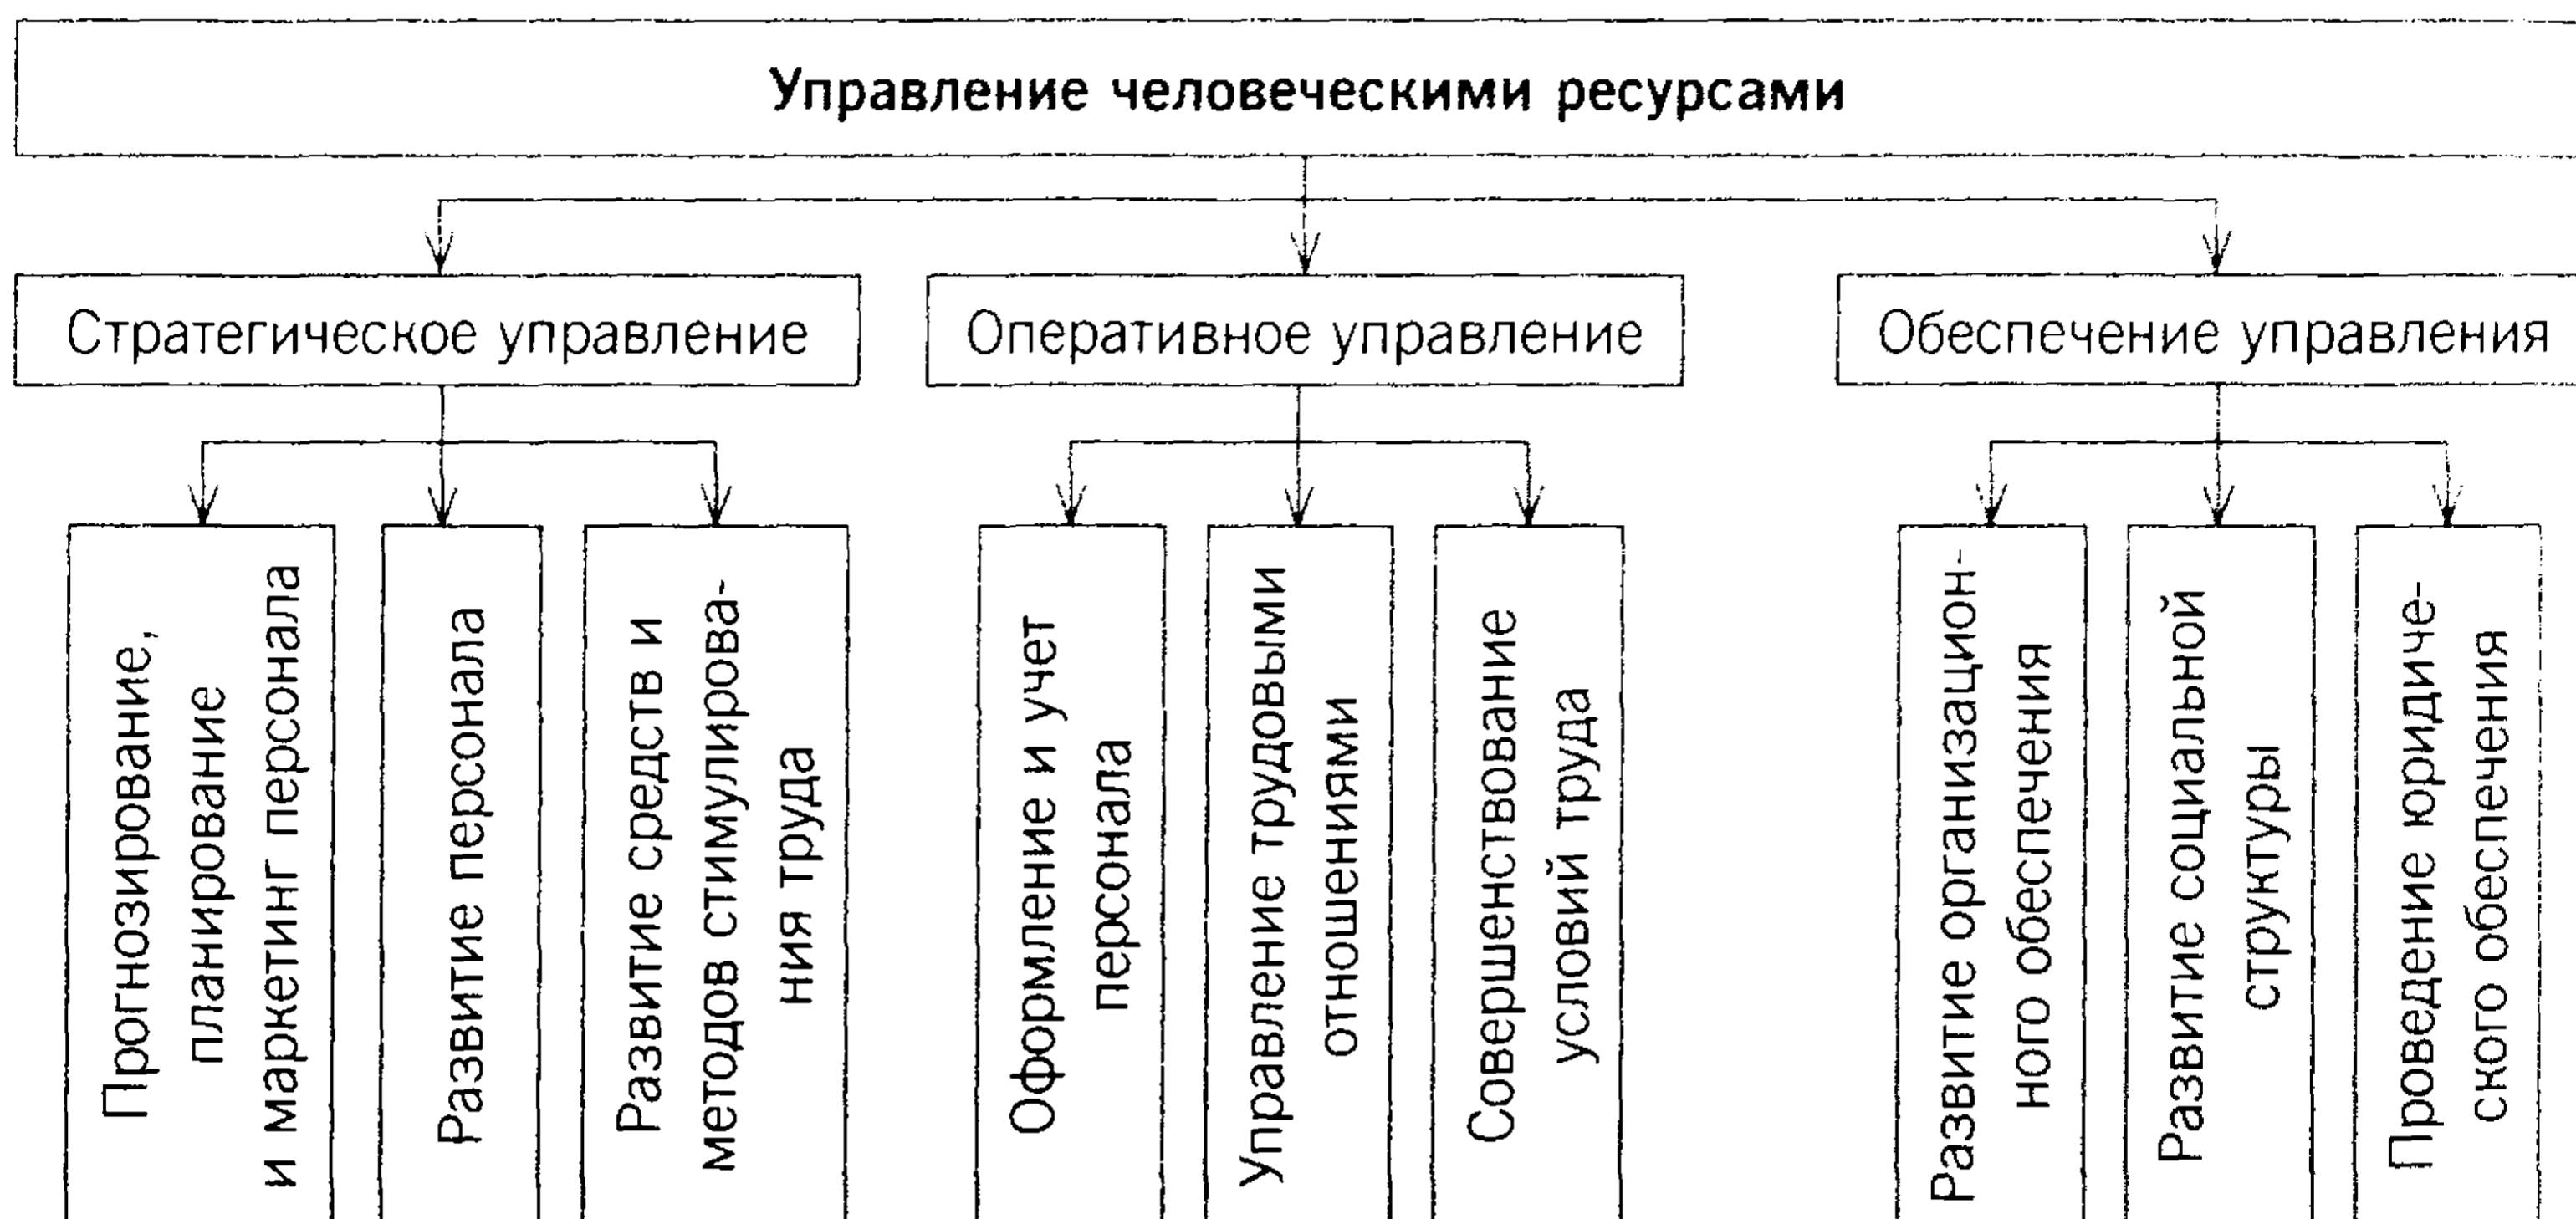 Управление человеческими ресурсами
Стратегическое управление
Оперативное управление
Обеспечение управления
Прогнозирование,
планирование
и маркетинг персонала
Развитие персонала
Развитие средств и
методов стимулирова-
ния труда
Оформление и учет
персонала
Управление трудовыми
отношениями
Совершенствование
условий труда
Развитие организацион-
ного обеспечения
Развитие социальной
структуры
Проведение юридиче-
ского обеспечения